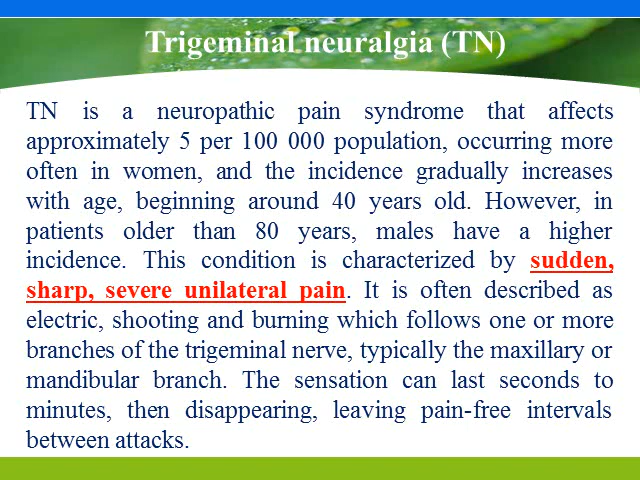 Trigeminal neuralgia (TN)
TN is a neuropathic pain syndrome that affects
approximately 5 per 100 000 population, occurring more
often in women, and the incidence gradually increases
with age, beginning around 40 years old. However, in
patients older than 80 years, males have a higher
incidence. This condition is characterized by sudden,
sharp, severe unilateral pain. It is often described as
electric, shooting and burning which follows one or more
branches of the trigeminal nerve, typically the maxillary or
mandibular branch. The sensation can last seconds to
minutes, then disappearing, leaving pain-free intervals
between attacks.